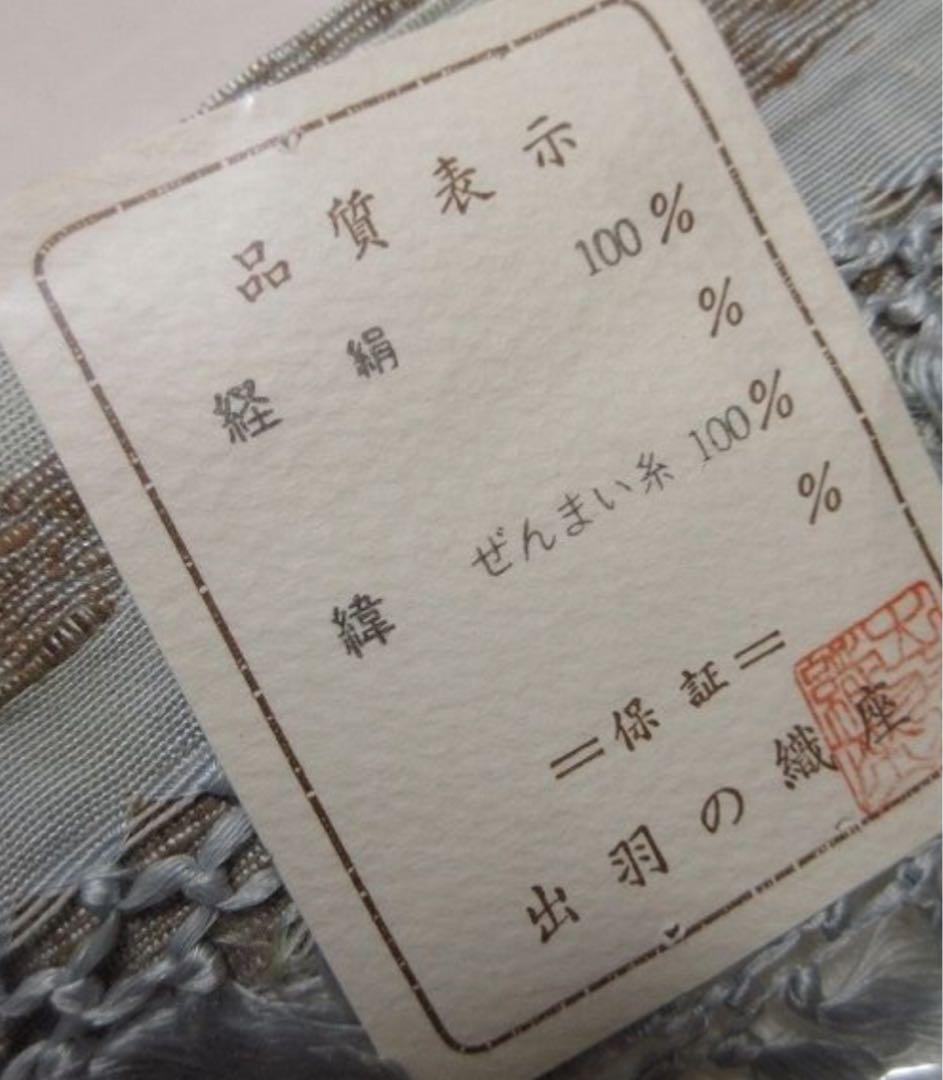 品質表示
経 絹 100%
%
緯 ぜんまい糸 100%
%
=保証=
出羽の織座